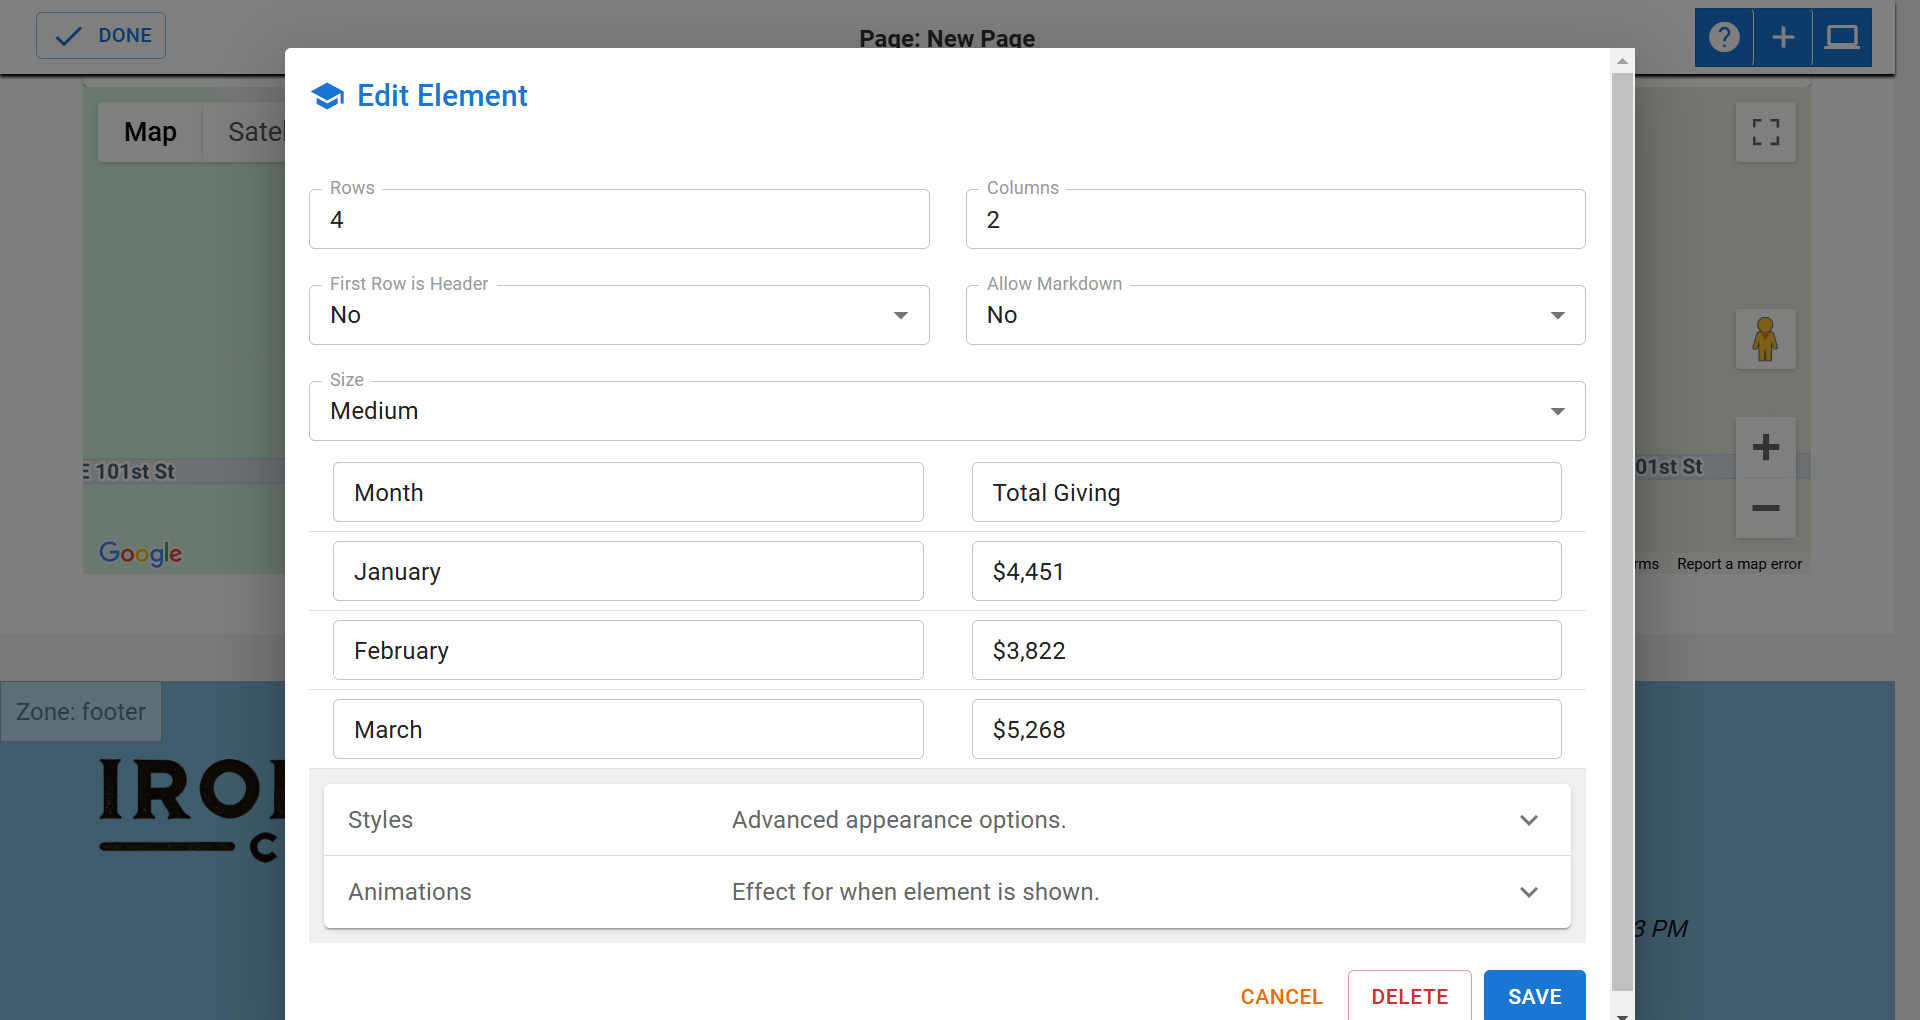 DONE
Page: New Page
Edit Element
Map
Rows
4
Columns
2
First Row is Header
No
Allow Markdown
No
Size
Medium
Month
Total Giving
January
$4,451
February
$3,822
March
$5,268
E 101st St
01st St
Google
Report a map error
Zone: footer
Styles
Advanced appearance options.
Animations
Effect for when element is shown.
3 PM
CANCEL
DELETE
SAVE